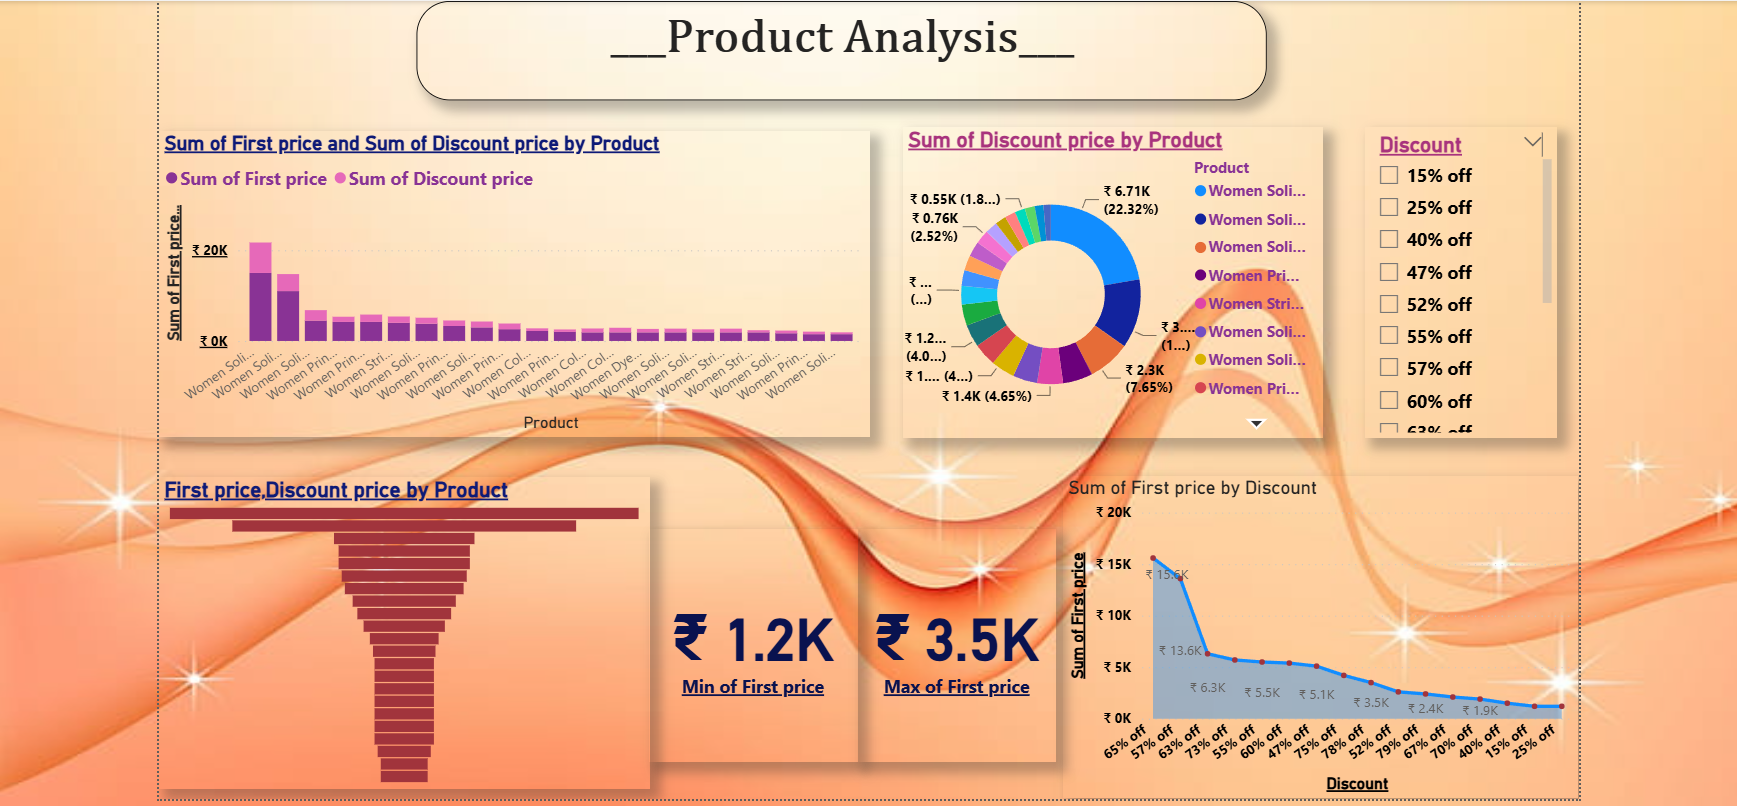 ___Product Analysis___
Sum of First price and Sum of Discount price by Product
Sum of First price
Sum of Discount price
Sum of First price...
₹ 20K
₹ 0K
Women Soli...
Women Soli...
Women Soli...
Women Prin...
Women Prin...
Women Stri...
Women Soli...
Women Prin...
Women Soli...
Women Prin...
Women Col...
Women Prin...
Women Col...
Women Col...
Women Dye...
Women Soli...
Women Soli...
Women Stri...
Women Stri...
Women Soli...
Women Prin...
Women Soli...
Product
Sum of Discount price by Product
₹ 0.55K (1.8...)
₹ 0.76K
(2.52%)
₹ ...
(...)
₹ 1.2...
(4.0...)
₹ 1.... (4...)
₹ 1.4K (4.65%)
₹ 6.71K
(22.32%)
₹ 3....
(1...)
₹ 2.3K
(7.65%)
Product
Women Soli...
Women Soli...
Women Soli...
Women Pri...
Women Stri...
Women Soli...
Women Soli...
Women Pri...
Discount
15% off
25% off
40% off
47% off
52% off
55% off
57% off
60% off
63% off
First price,Discount price by Product
₹ 1.2K
Min of First price
₹ 3.5K
Max of First price
Sum of First price by Discount
Sum of First price
₹ 20K
₹ 15K
₹ 10K
₹ 5K
₹ 0K
₹ 15.6K
₹ 13.6K
₹ 6.3K
₹ 5.5K
₹ 5.1K
₹ 3.5K
₹ 2.4K
₹ 1.9K
65% off
57% off
63% off
73% off
55% off
60% off
47% off
75% off
78% off
52% off
79% off
67% off
70% off
40% off
15% off
25% off
Discount